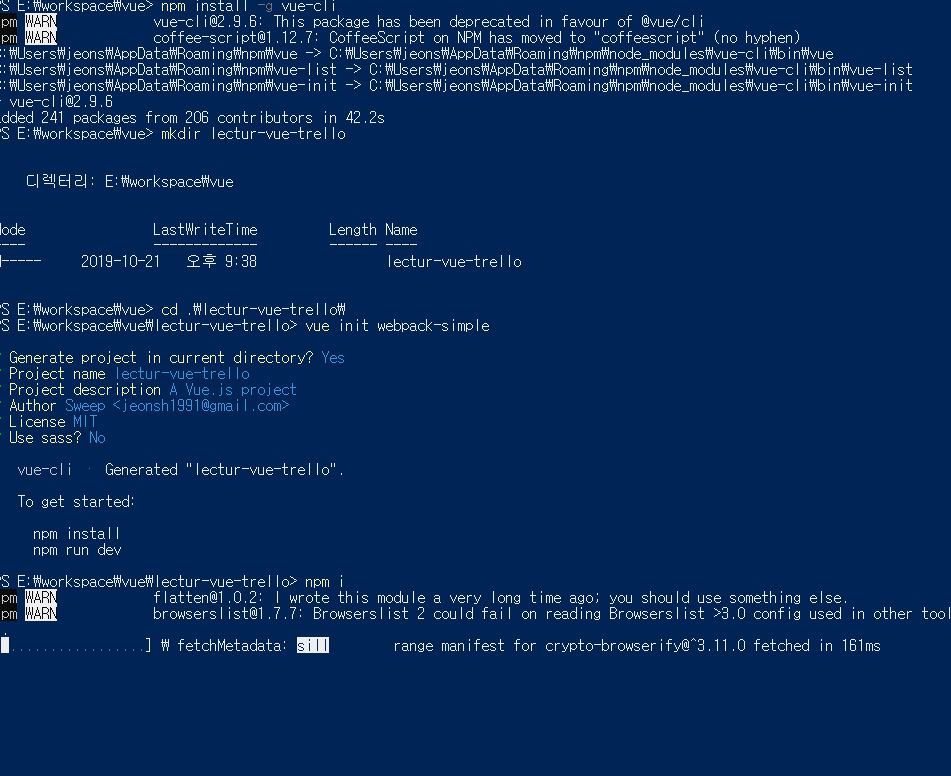 PS E:\workspace\vue> npm install -g vue-cli
pm WARN vue-cli@2.9.6: This package has been deprecated in favour of @vue/cli
pm WARN coffee-script@1.12.7: CoffeeScript on NPM has moved to "coffeescript" (no hyphen)
:₩Users₩jeons₩AppData₩Roaming₩npm₩vue -> C:₩Users₩jeons₩AppData₩Roaming₩npm₩node_modules₩vue-cli₩bin₩vue
:₩Users₩jeons₩AppData₩Roaming₩npm₩vue-list -> C:₩Users₩jeons₩AppData₩Roaming₩npm₩node_modules₩vue-cli₩bin₩vue-list
:₩Users₩jeons₩AppData₩Roaming₩npm₩vue-init -> C:₩Users₩jeons₩AppData₩Roaming₩npm₩node_modules₩vue-cli₩bin₩vue-init
vue-cli@2.9.6
added 241 packages from 206 contributors in 42.2s
PS E:₩workspace₩vue> mkdir lectur-vue-trello
디렉터리: E:₩workspace₩vue
Mode LastWriteTime Length Name
---- ------------- ------ ----
d----- 2019-10-21 오후 9:38 lectur-vue-trello
PS E:₩workspace₩vue> cd .₩lectur-vue-trello₩
PS E:₩workspace₩vue₩lectur-vue-trello> vue init webpack-simple
? Generate project in current directory? Yes
? Project name lectur-vue-trello
? Project description A Vue.js project
? Author Sweep <jeonsh1991@gmail.com>
? License MIT
? Use sass? No
vue-cli · Generated "lectur-vue-trello".
To get started:
npm install
npm run dev
PS E:₩workspace₩vue₩lectur-vue-trello> npm i
pm WARN flatten@1.0.2: I wrote this module a very long time ago; you should use something else.
pm WARN browserslist@1.7.7: Browserslist 2 could fail on reading Browserslist >3.0 config used in other tool
.
.................] ₩ fetchMetadata: sill range manifest for crypto-browserify@^3.11.0 fetched in 161ms